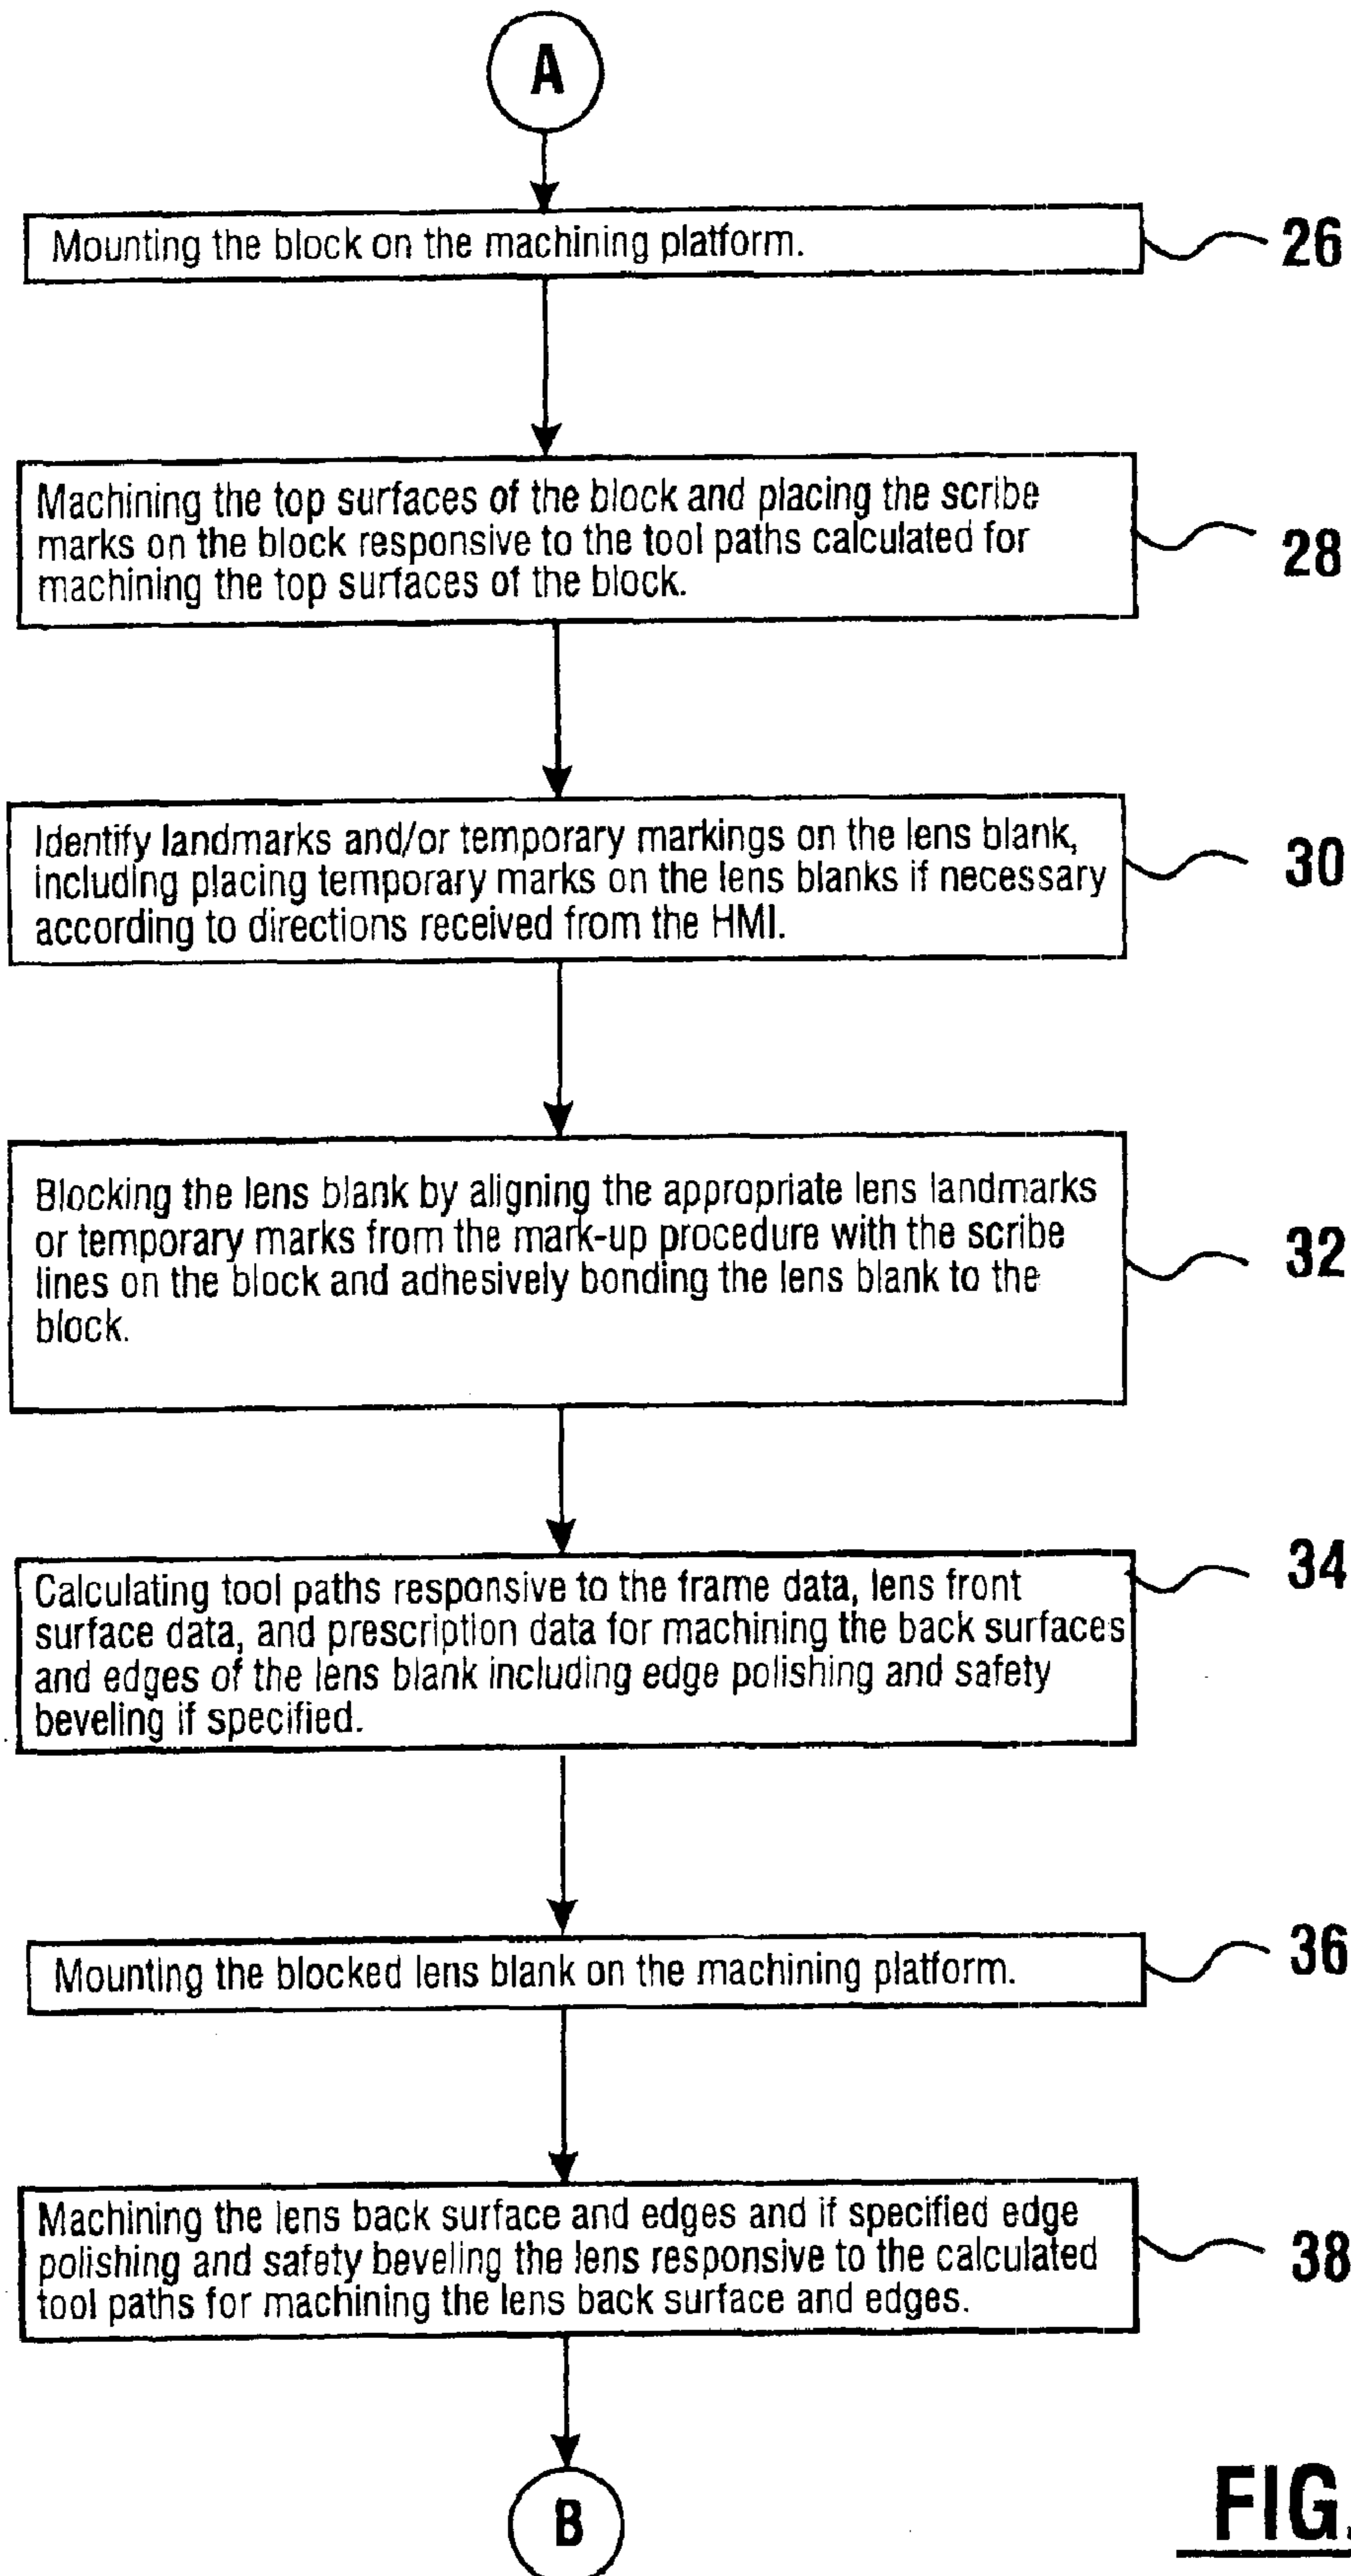 A
Mounting the block on the machining platform.
26
Machining the top surfaces of the block and placing the scribe
marks on the block responsive to the tool paths calculated for
machining the top surfaces of the block.
28
Identify landmarks and/or temporary markings on the lens blank,
including placing temporary marks on the lens blanks if necessary
according to directions received from the HMI.
30
Blocking the lens blank by aligning the appropriate lens landmarks
or temporary marks from the mark-up procedure with the scribe
lines on the block and adhesively bonding the lens blank to the
block.
32
Calculating tool paths responsive to the frame data, lens front
surface data, and prescription data for machining the back surfaces
and edges of the lens blank including edge polishing and safety
beveling if specified.
34
Mounting the blocked lens blank on the machining platform.
36
Machining the lens back surface and edges and if specified edge
polishing and safety beveling the lens responsive to the calculated
tool paths for machining the lens back surface and edges.
38
B
FIG.